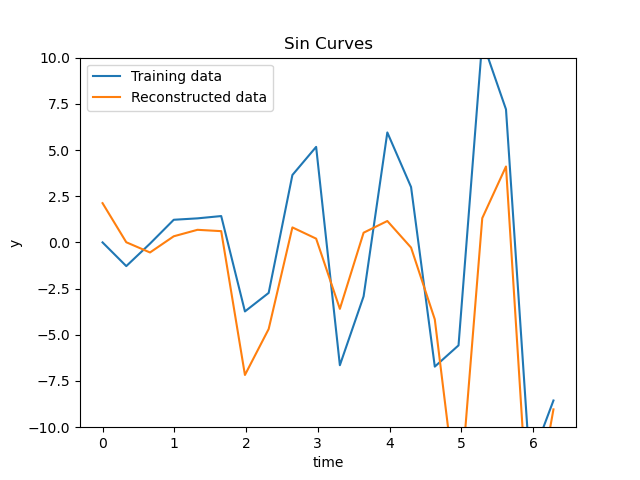 Sin Curves
Training data
Reconstructed data
10.0
7.5
5.0
2.5
0.0
−2.5
−5.0
−7.5
−10.0
y
0 1 2 3 4 5 6
time